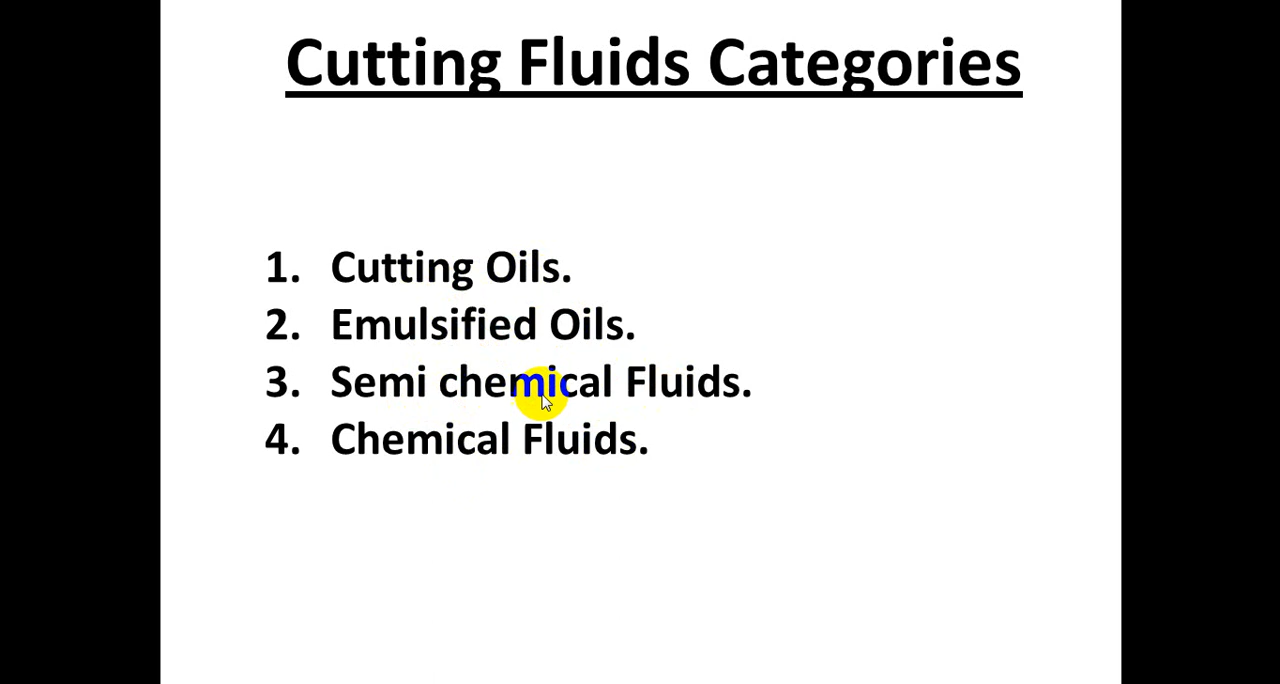 Cutting Fluids Categories
1. Cutting Oils.
2. Emulsified Oils.
3. Semi chemical Fluids.
4. Chemical Fluids.